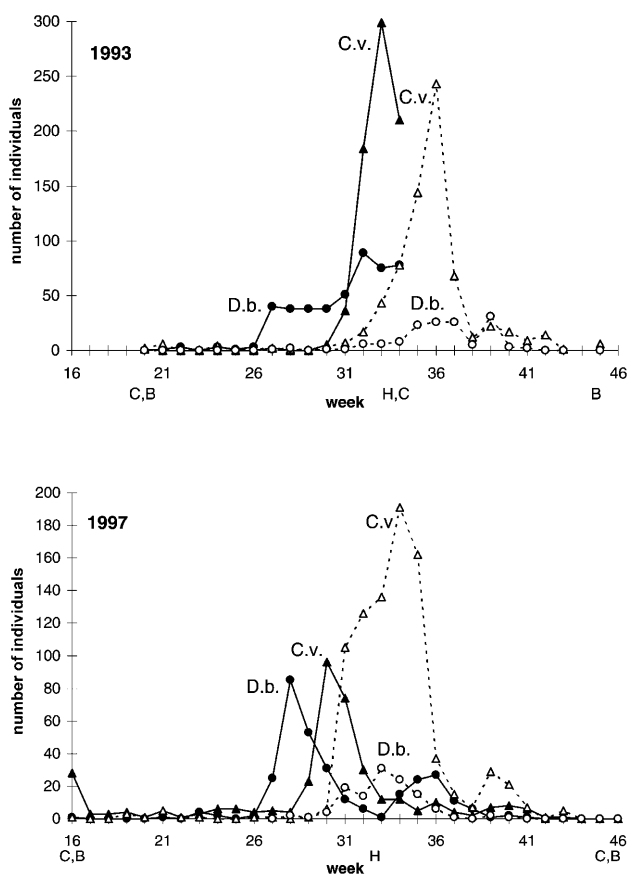 300
1993
C.v.
250
C.v.
200
150
100
D.b.
D.b.
50
0
number of individuals
16 21 26 31 36 41 46
C,B H,C B
week
200
1997
C.v.
180
160
140
120
C.v.
100
D.b.
80
60
D.b.
40
20
0
number of individuals
16 21 26 31 36 41 46
C,B H C,B
week